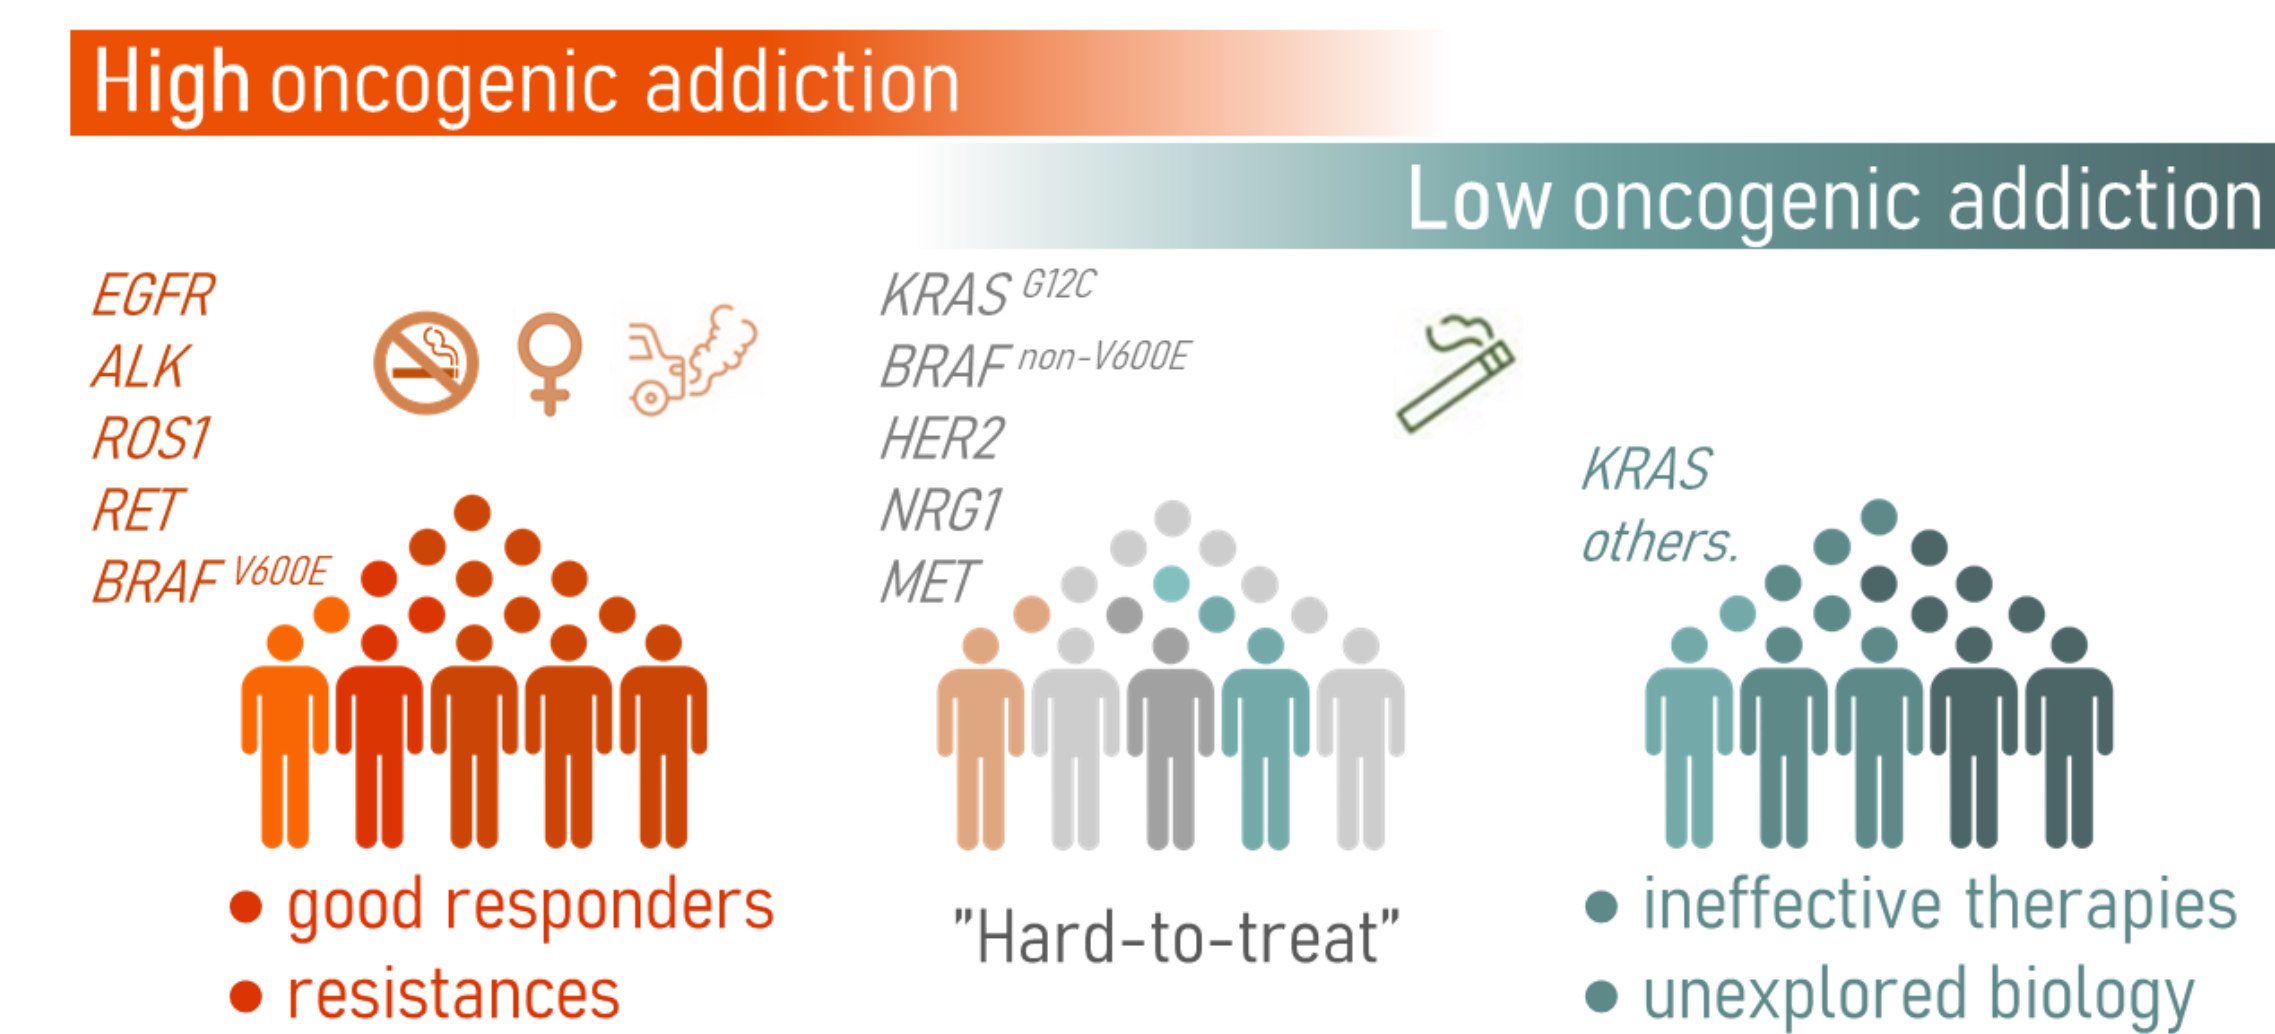 High oncogenic addiction
Low oncogenic addiction
EGFR
ALK
ROS1
RET
BRAF V600E
KRAS G12C
BRAF non-V600E
HER2
NRG1
MET
KRAS
others.
• good responders
• resistances
"Hard-to-treat"
• ineffective therapies
• unexplored biology